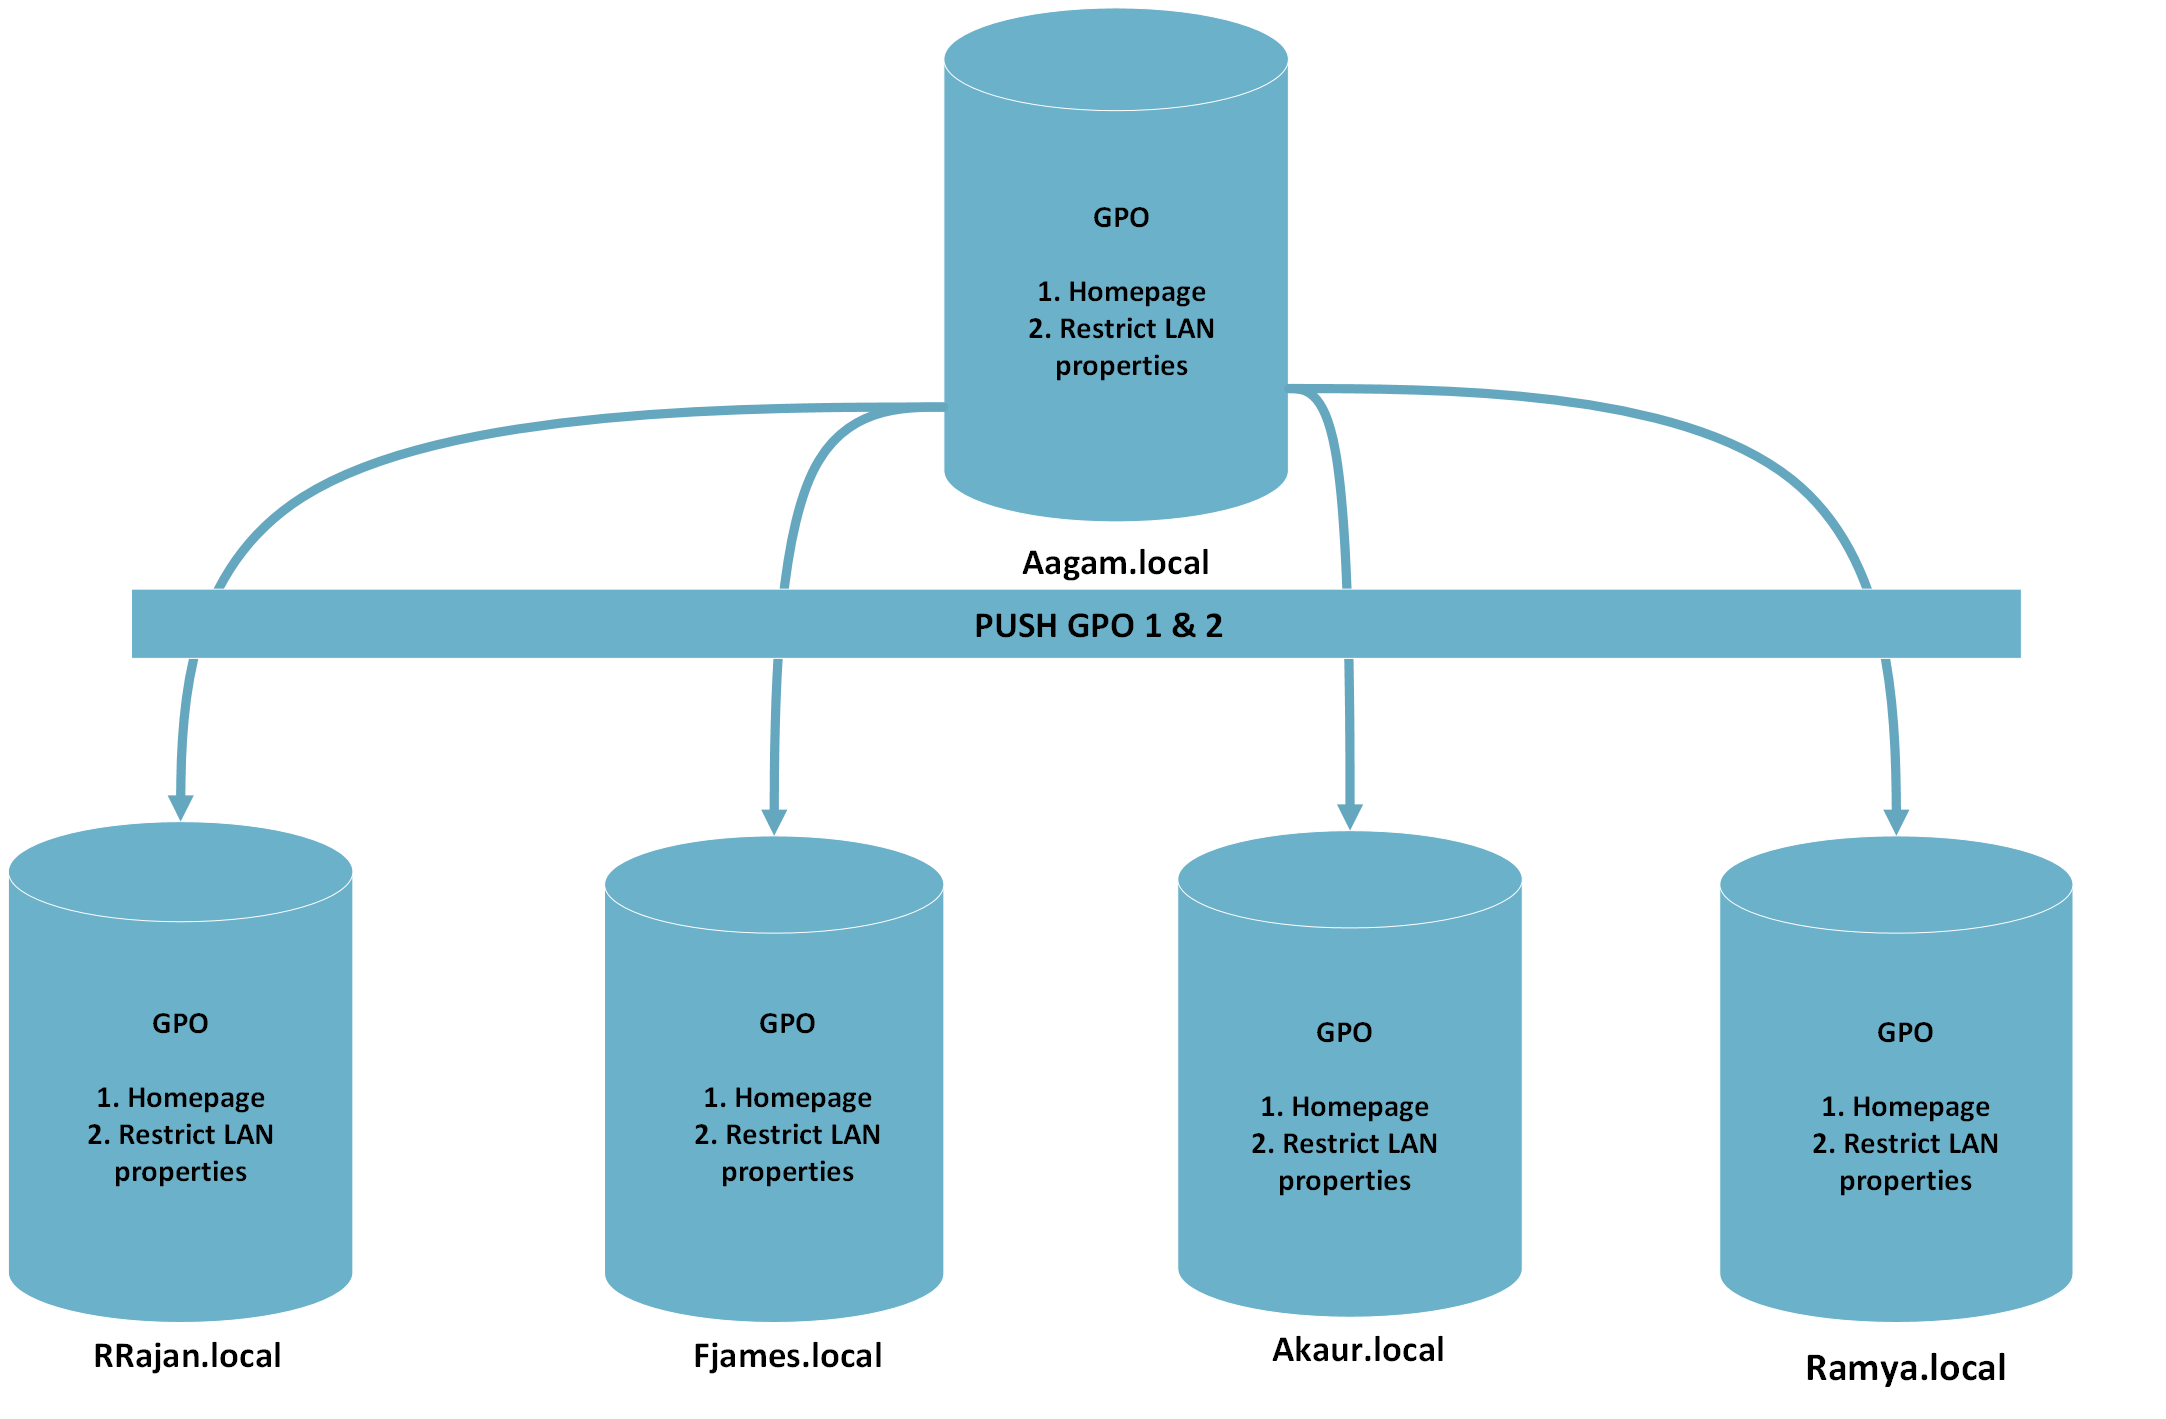 GPO
1. Homepage
2. Restrict LAN
properties
Aagam.local
PUSH GPO 1 & 2
GPO
1. Homepage
2. Restrict LAN
properties
RRajan.local
GPO
1. Homepage
2. Restrict LAN
properties
Fjames.local
GPO
1. Homepage
2. Restrict LAN
properties
Akaur.local
GPO
1. Homepage
2. Restrict LAN
properties
Ramya.local